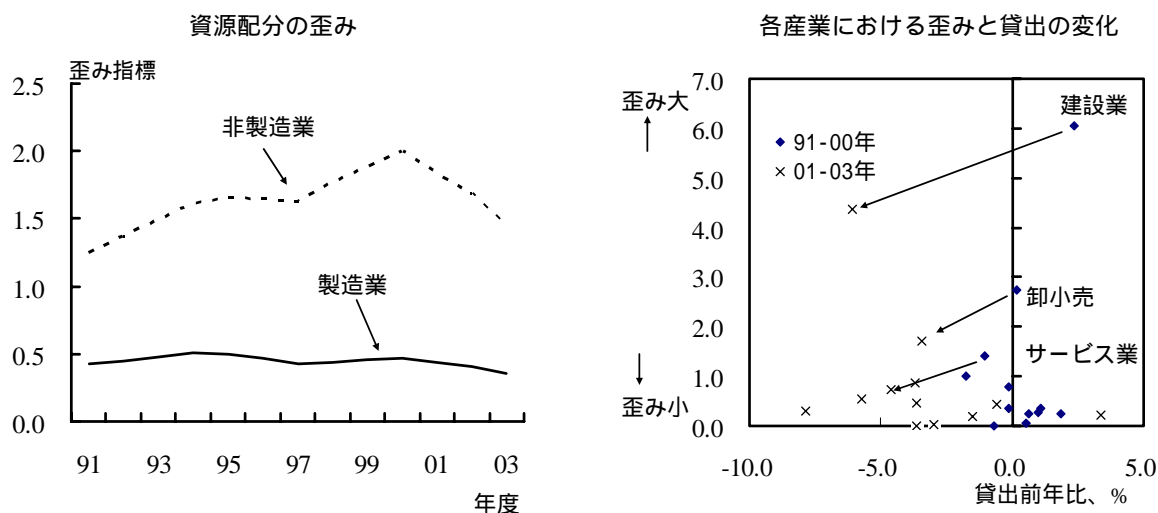 資源配分の歪み
歪み指標
2.5
2.0
1.5
1.0
0.5
0.0
非製造業
製造業
91 93 95 97 99 01 03
年度
各産業における歪みと貸出の変化
歪み大
歪み小
7.0
6.0
5.0
4.0
3.0
2.0
1.0
0.0
91-00年
01-03年
建設業
卸小売
サービス業
-10.0 -5.0 0.0 5.0
貸出前年比、%